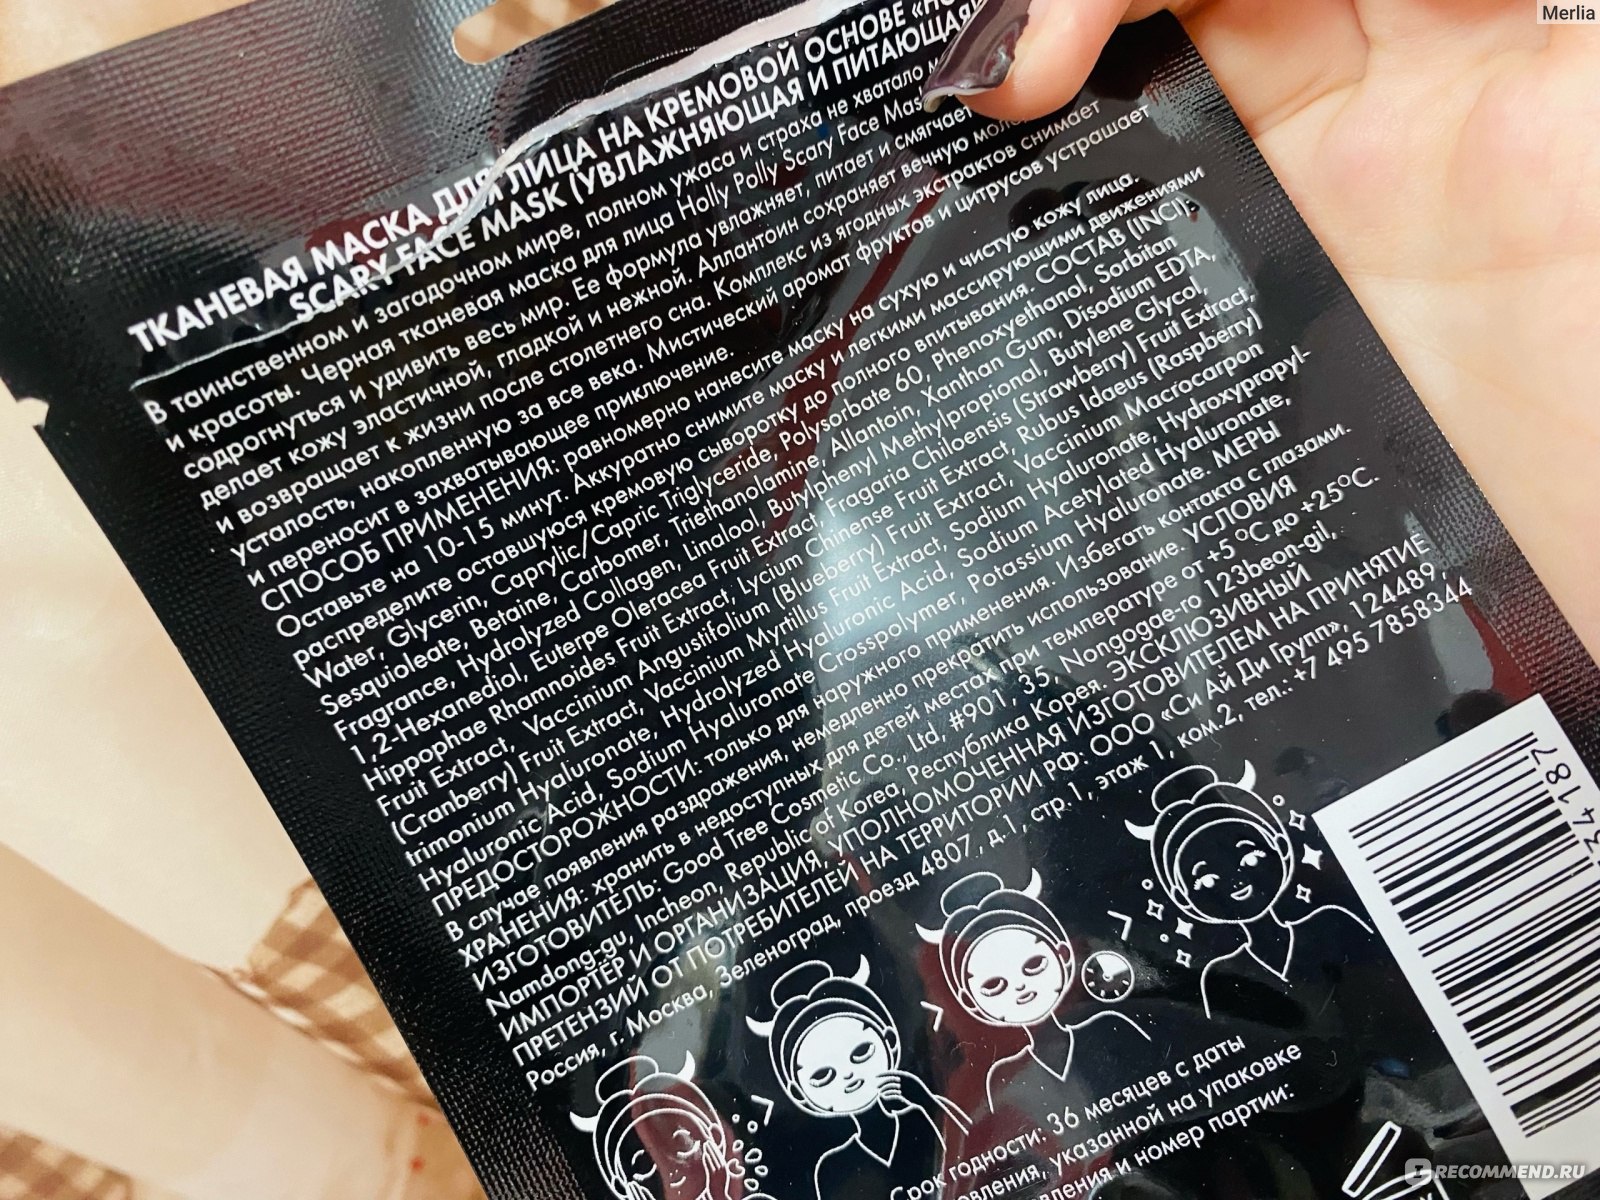 Merlia
ТКАНЕВАЯ МАСКА ДЛЯ ЛИЦА НА КРЕМОВОЙ ОСНОВЕ
SCARY FACE MASK (УВЛАЖНЯЮЩАЯ И ПИТАЮЩАЯ)
В таинственном и загадочном мире, полном ужаса и страха не хватало
и красоты. Черная тканевая маска для лица Holly Polly Scary Face Mask
содрогнуться и удивить весь мир. Ее формула увлажняет, питает и смягчает
делает кожу эластичной, гладкой и нежной. Аллантоин сохраняет вечную
и возвращает к жизни после столетнего сна. Комплекс из ягодных экстрактов снимает
усталость, накопленную за все века. Мистический аромат фруктов и цитрусов устрашает
и переносит в захватывающее приключение.
СПОСОБ ПРИМЕНЕНИЯ: равномерно нанесите маску на сухую и чистую кожу лица.
Оставьте на 10-15 минут. Аккуратно снимите маску и легкими массирующими движениями
распределите оставшуюся кремовую сыворотку до полного впитывания. СОСТАВ (INCI):
Water, Glycerin, Caprylic/Capric Triglyceride, Polysorbate 60, Phenoxyethanol, Sorbitan
Sesquioleate, Betaine, Carbomer, Triethanolamine, Allantoin, Xanthan Gum, Disodium EDTA,
Fragrance, Hydrolyzed Collagen, Linalool, Butylphenyl Methylpropional, Butylene Glycol,
1,2-Hexanediol, Euterpe Oleracea Fruit Extract, Fragaria Chiloensis (Strawberry) Fruit Extract,
Hippophae Rhamnoides Fruit Extract, Lycium Chinense Fruit Extract, Rubus Idaeus (Raspberry)
Fruit Extract, Vaccinium Angustifolium (Blueberry) Fruit Extract, Vaccinium Macrocarpon
(Cranberry) Fruit Extract, Vaccinium Myrtillus Fruit Extract, Sodium Hyaluronate, Hydroxypropyl-
trimonium Hyaluronate, Hydrolyzed Hyaluronic Acid, Sodium Acetylated Hyaluronate,
Hyaluronic Acid, Sodium Hyaluronate Crosspolymer, Potassium Hyaluronate. МЕРЫ
ПРЕДОСТОРОЖНОСТИ: только для наружного применения. Избегать контакта с глазами.
В случае появления раздражения, немедленно прекратить использование. УСЛОВИЯ
ХРАНЕНИЯ: хранить в недоступных для детей местах при температуре от +5 °С до +25°С.
ИЗГОТОВИТЕЛЬ: Good Tree Cosmetic Co., Ltd, #901, 35, Nongogae-ro 123beon-gil,
Namdong-gu, Incheon, Republic of Korea, Республика Корея. ЭКСКЛЮЗИВНЫЙ
ИМПОРТЁР И ОРГАНИЗАЦИЯ, УПОЛНОМОЧЕННАЯ ИЗГОТОВИТЕЛЕМ НА ПРИНЯТИЕ
ПРЕТЕНЗИЙ ОТ ПОТРЕБИТЕЛЕЙ НА ТЕРРИТОРИИ РФ: ООО «Си Ай Ди Групп», 124489,
Россия, г. Москва, Зеленоград, проезд 4807, д.1, стр.1, этаж 1, ком.2, тел.: +7 495 7858344
34187
Срок годности: 36 месяцев с даты
указанной на упаковке
и номер партии:
RECOMMEND.RU